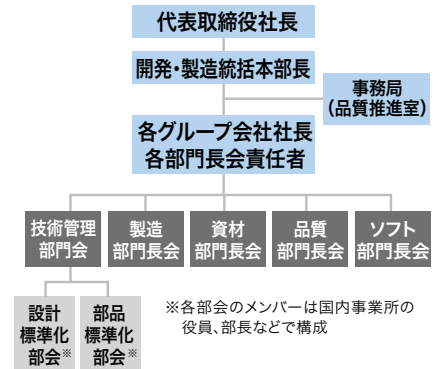 代表取締役社長
開発・製造統括本部長
事務局
(品質推進室)
各グループ会社社長
各部門長会責任者
技術管理
部門会
製造
部門長会
資材
部門長会
品質
部門長会
ソフト
部門長会
設計
標準化
部会※
部品
標準化
部会※
※各部会のメンバーは国内事業所の
役員、部長などで構成